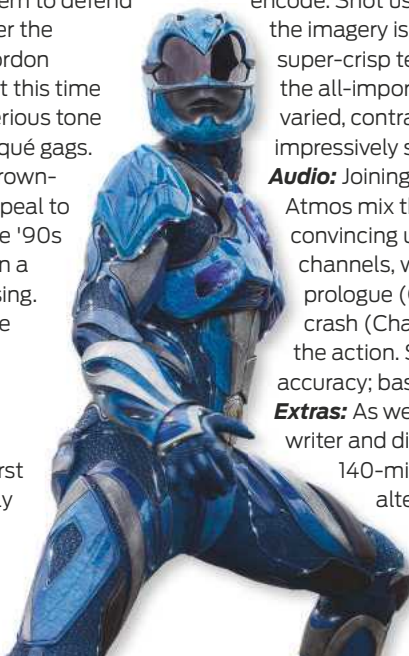 em to defend
er the
ordon
t this time
erious tone
qué gags.
rown-
peal to
e '90s
n a
sing.
e
rst
ly
encode. Shot us
the imagery is
super-crisp te
the all-impor
varied, contra
impressively s
Audio: Joining
Atmos mix th
convincing u
channels, w
prologue (
crash (Cha
the action. S
accuracy; bas
Extras: As we
writer and di
140-mi
alte